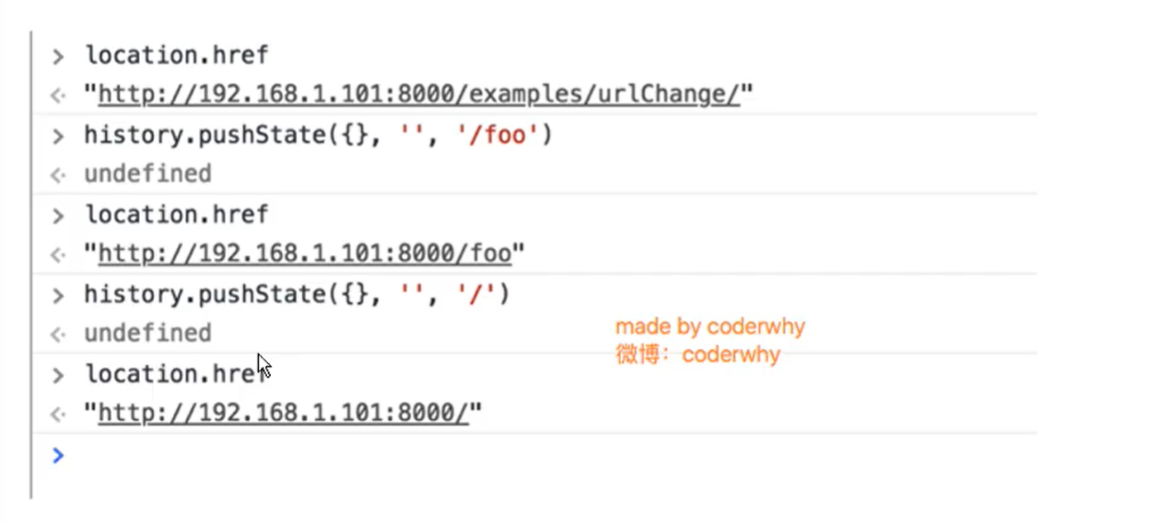 > location.href
<· "http://192.168.1.101:8000/examples/urlChange/"
> history.pushState({}, '', '/foo')
<· undefined
> location.href
<· "http://192.168.1.101:8000/foo"
> history.pushState({}, '', '/')
<· undefined
made by coderwhy
微博：coderwhy
> location.href
<· "http://192.168.1.101:8000/"
>